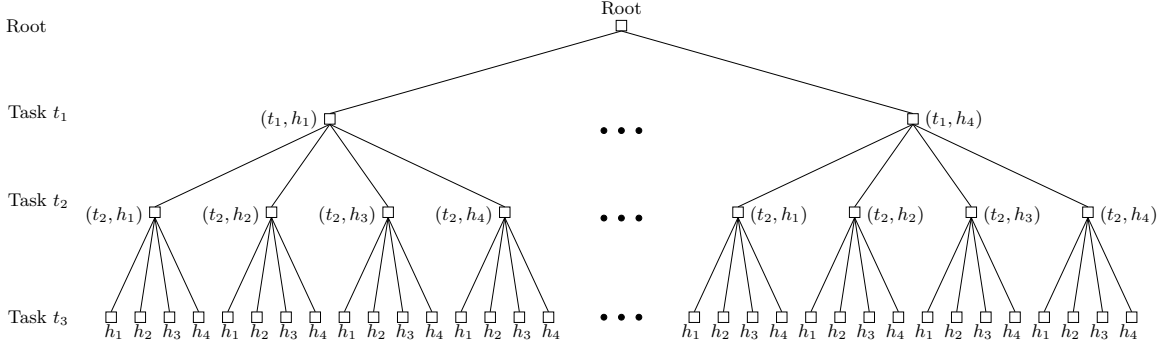 Root
Root
Task t₁
(t₁, h₁)
(t₁, h₄)
Task t₂
(t₂, h₁) (t₂, h₂) (t₂, h₃) (t₂, h₄) (t₂, h₁) (t₂, h₂) (t₂, h₃) (t₂, h₄)
Task t₃
h₁ h₂ h₃ h₄ h₁ h₂ h₃ h₄ h₁ h₂ h₃ h₄ h₁ h₂ h₃ h₄ h₁ h₂ h₃ h₄ h₁ h₂ h₃ h₄ h₁ h₂ h₃ h₄ h₁ h₂ h₃ h₄